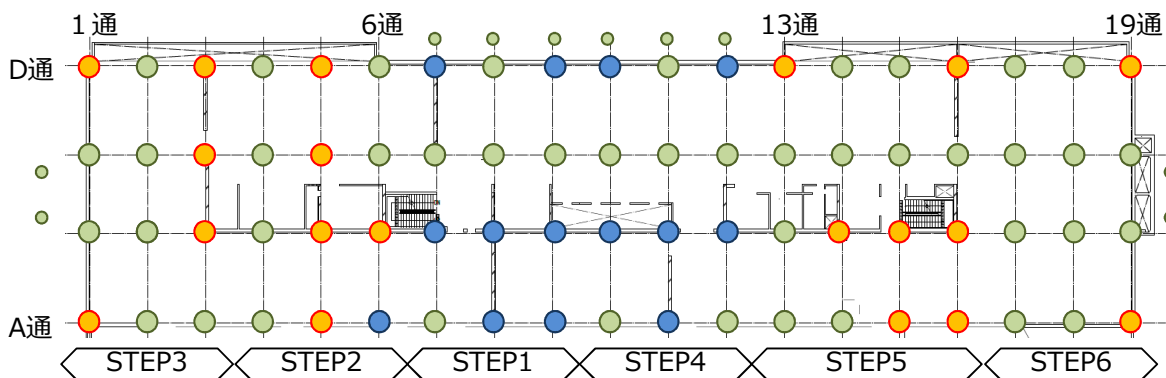 1通 6通 13通 19通
D通
A通
STEP3 STEP2 STEP1 STEP4 STEP5 STEP6